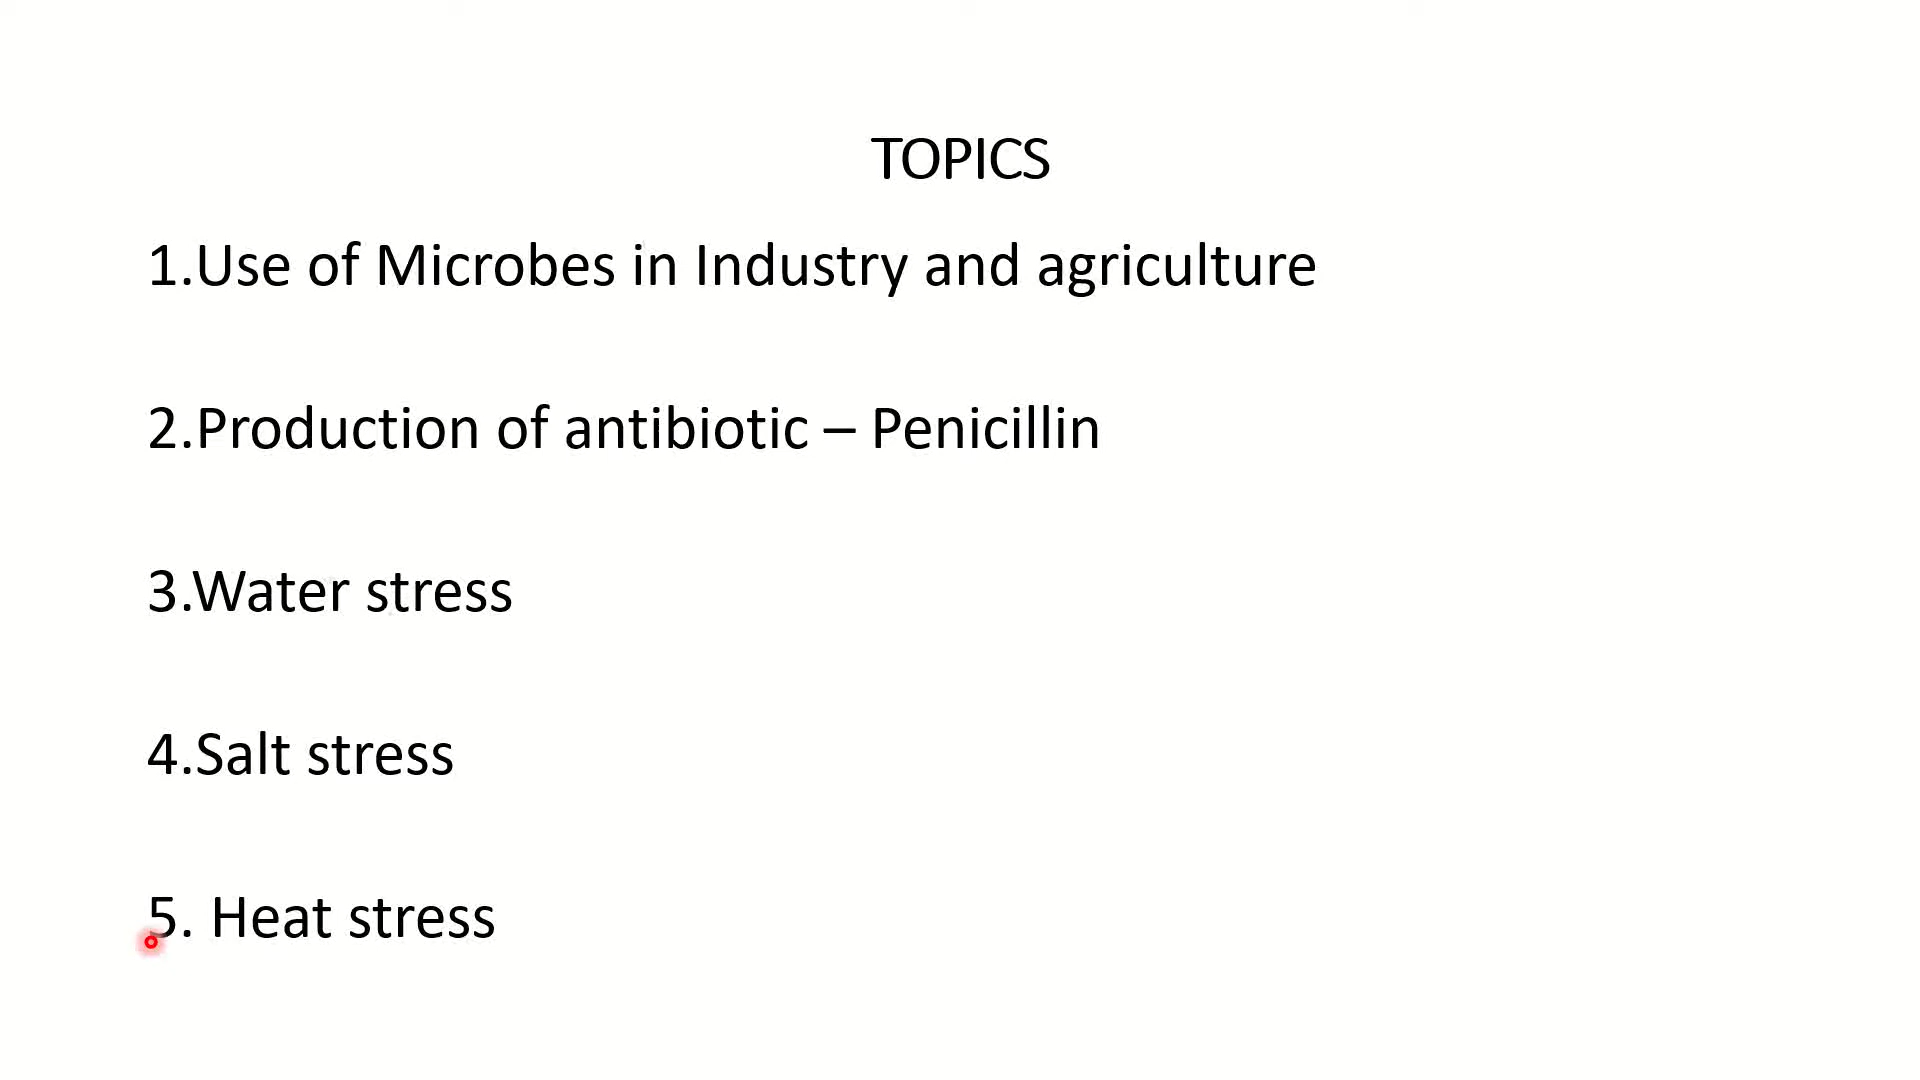 TOPICS
1.Use of Microbes in Industry and agriculture
2.Production of antibiotic – Penicillin
3.Water stress
4.Salt stress
5. Heat stress